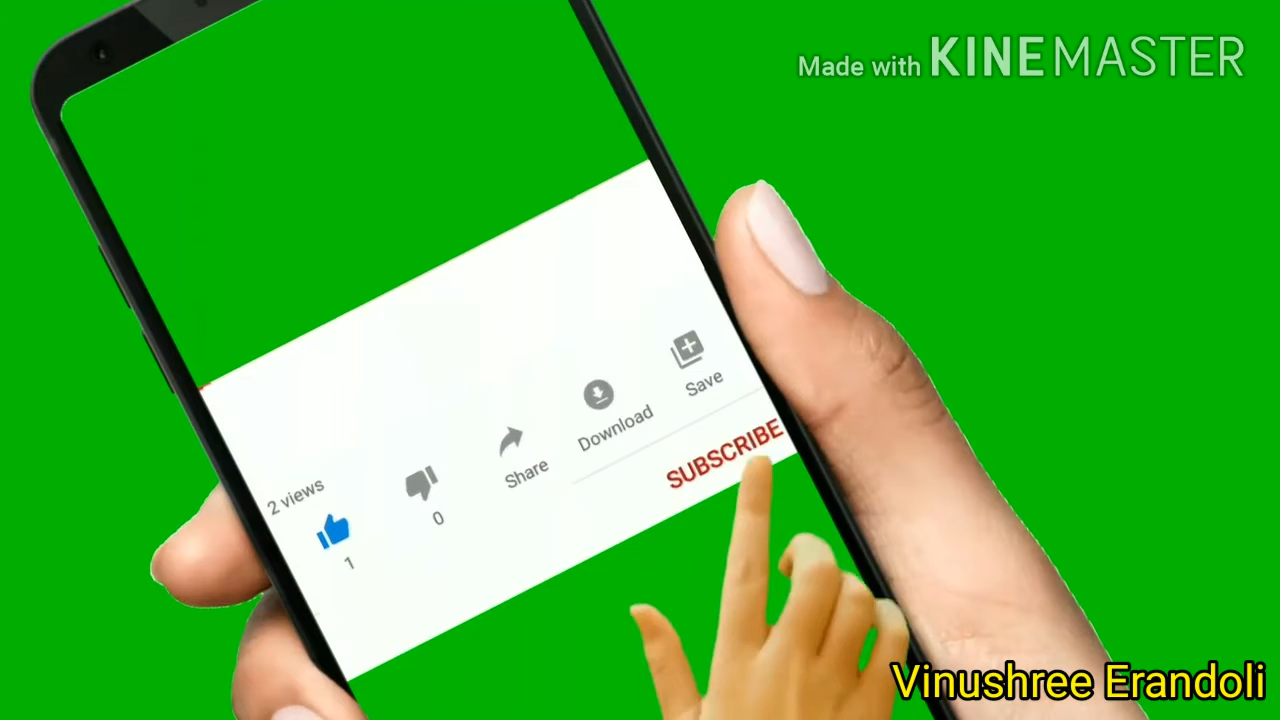 Made with KINEMASTER
2 views
1
0
Share
Download
Save
SUBSCRIBE
Vinushree Erandoli